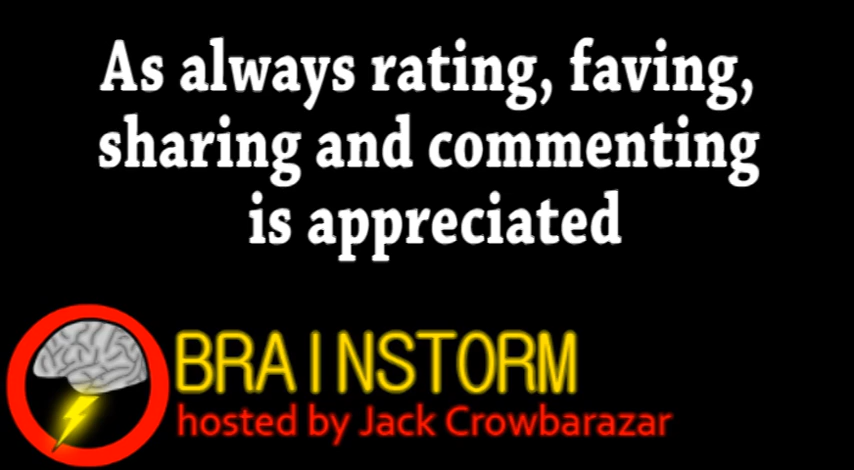 As always rating, faving,
sharing and commenting
is appreciated
BRAINSTORM
hosted by Jack Crowbarazar